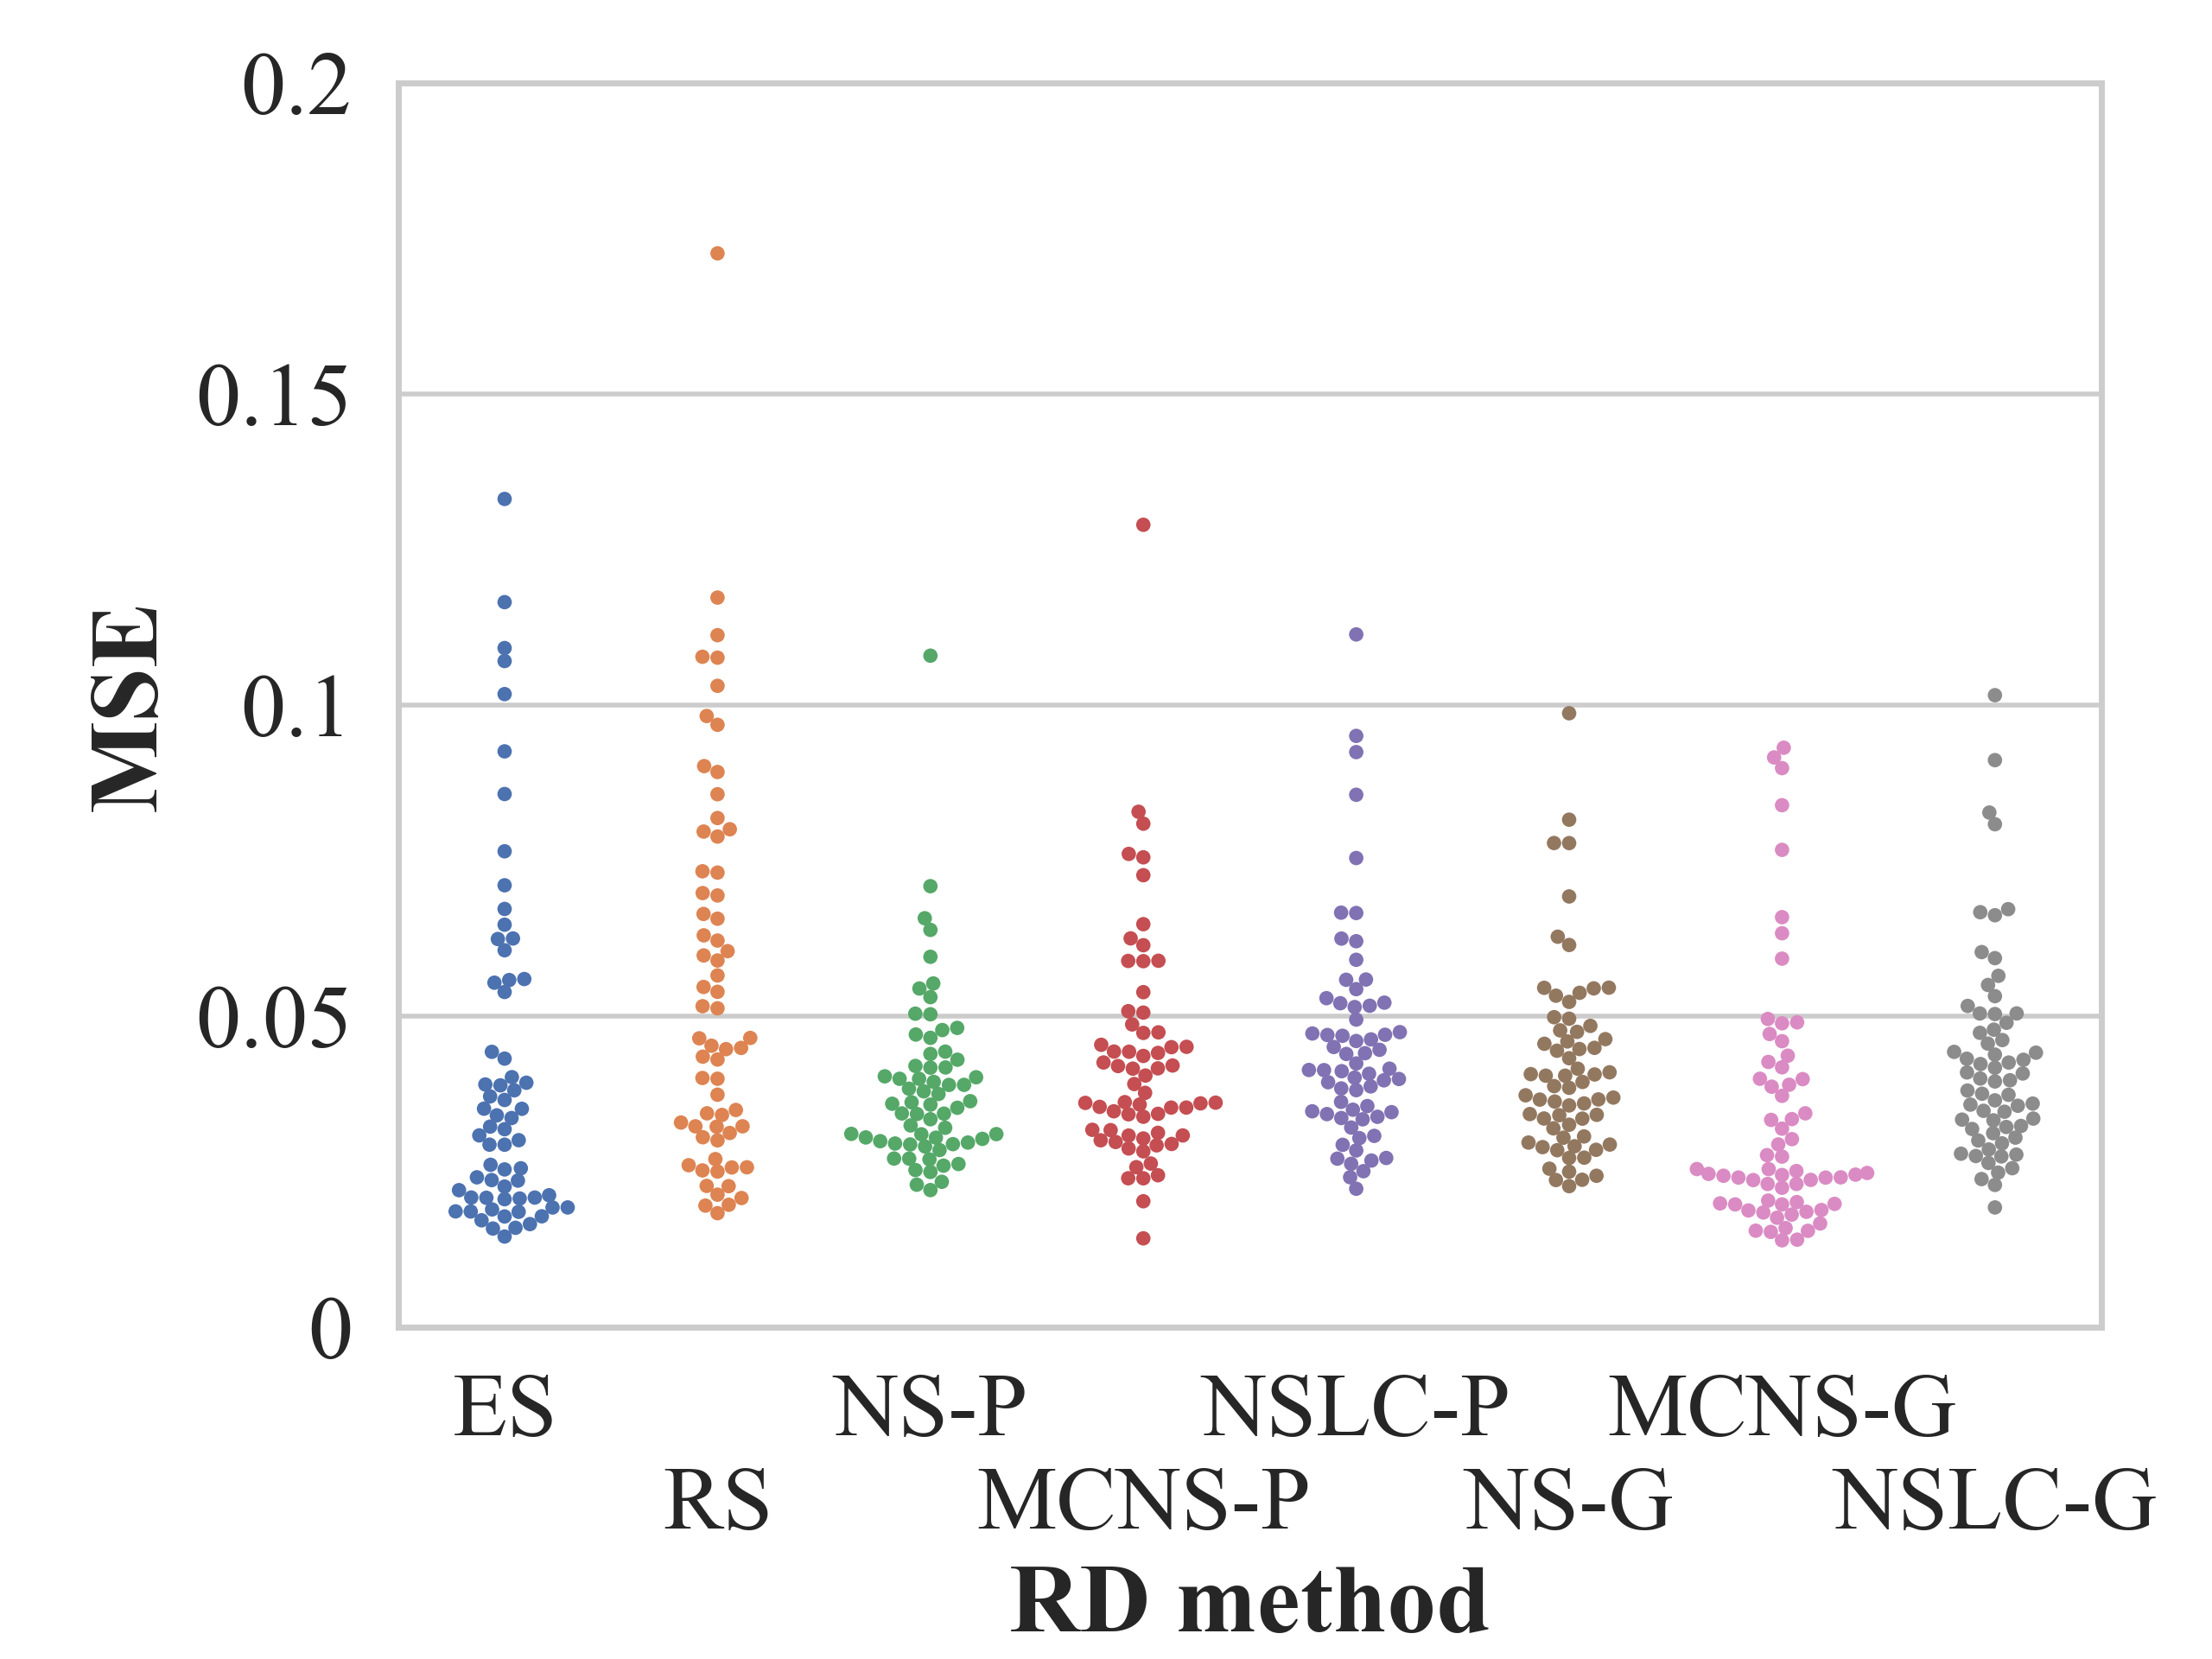 0.2
0.15
0.1
0.05
0
MSE
ES
NS-P
NSLC-P
MCNS-G
RS
MCNS-P
NS-G
NSLC-G
RD method